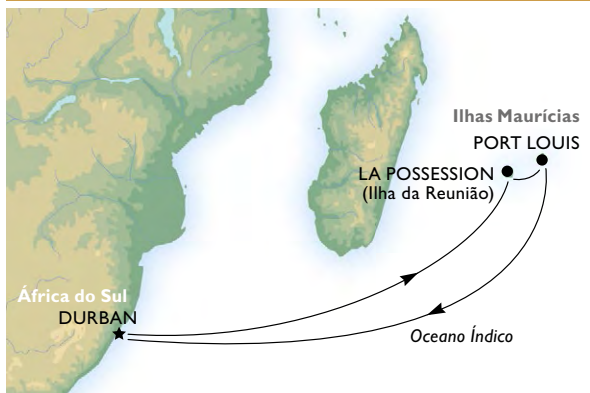 Ilhas Maurícias
PORT LOUIS
LA POSSESSION
(Ilha da Reunião)
África do Sul
DURBAN
Oceano Índico